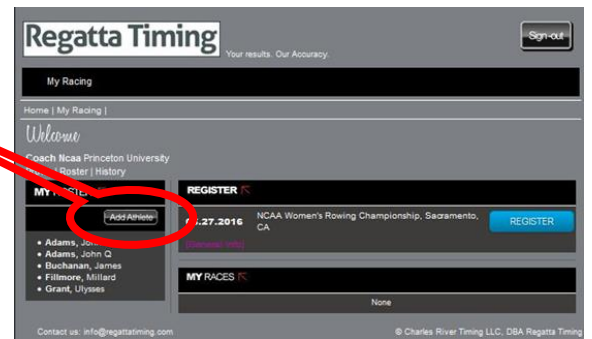 Regatta Timing
Your results. Our Accuracy.
Sign-out
My Racing
Home | My Racing |
Welcome
Coach Ncaa Princeton University
Roster | History
MY
Add Athlete
• Adams,
• Adams, John Q
• Buchanan, James
• Fillmore, Millard
• Grant, Ulysses
REGISTER
.27.2016
NCAA Women's Rowing Championship, Sacramento,
CA
REGISTER
[General Info]
MY RACES
None
Contact us: info@regattatiming.com
© Charles River Timing LLC, DBA Regatta Timing